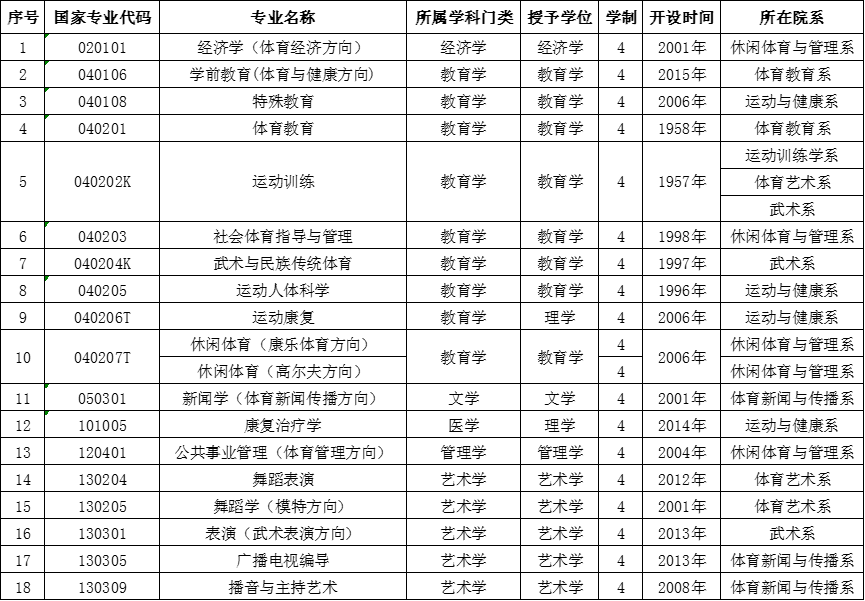 序号 国家专业代码 专业名称 所属学科门类 授予学位 学制 开设时间 所在院系
1 020101 经济学（体育经济方向） 经济学 经济学 4 2001年 休闲体育与管理系
2 040106 学前教育(体育与健康方向) 教育学 教育学 4 2015年 体育教育系
3 040108 特殊教育 教育学 教育学 4 2006年 运动与健康系
4 040201 体育教育 教育学 教育学 4 1958年 体育教育系
5 040202K 运动训练 教育学 教育学 4 1957年 运动训练学系
体育艺术系
武术系
6 040203 社会体育指导与管理 教育学 教育学 4 1998年 休闲体育与管理系
7 040204K 武术与民族传统体育 教育学 教育学 4 1997年 武术系
8 040205 运动人体科学 教育学 教育学 4 1996年 运动与健康系
9 040206T 运动康复 教育学 理学 4 2006年 运动与健康系
10 040207T 休闲体育（康乐体育方向） 教育学 教育学 4 2006年 休闲体育与管理系
休闲体育（高尔夫方向） 4 休闲体育与管理系
11 050301 新闻学（体育新闻传播方向） 文学 文学 4 2001年 体育新闻与传播系
12 101005 康复治疗学 医学 理学 4 2014年 运动与健康系
13 120401 公共事业管理（体育管理方向） 管理学 管理学 4 2004年 休闲体育与管理系
14 130204 舞蹈表演 艺术学 艺术学 4 2012年 体育艺术系
15 130205 舞蹈学（模特方向） 艺术学 艺术学 4 2001年 体育艺术系
16 130301 表演（武术表演方向） 艺术学 艺术学 4 2013年 武术系
17 130305 广播电视编导 艺术学 艺术学 4 2013年 体育新闻与传播系
18 130309 播音与主持艺术 艺术学 艺术学 4 2008年 体育新闻与传播系